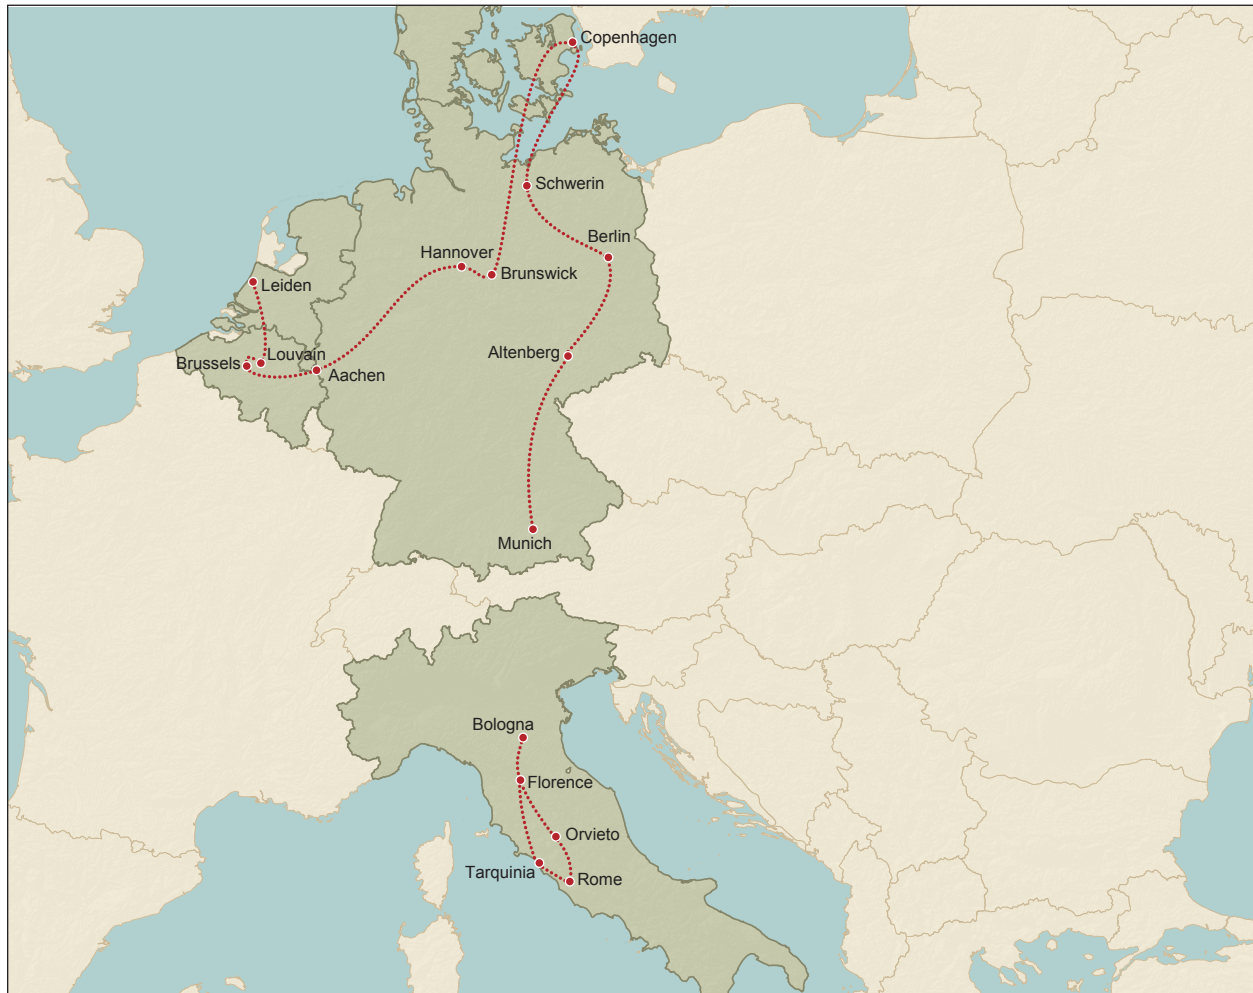 Copenhagen
Schwerin
Berlin
Hannover
Brunswick
Leiden
Altenberg
Louvain
Brussels
Aachen
Munich
Bologna
Florence
Orvieto
Tarquinia
Rome